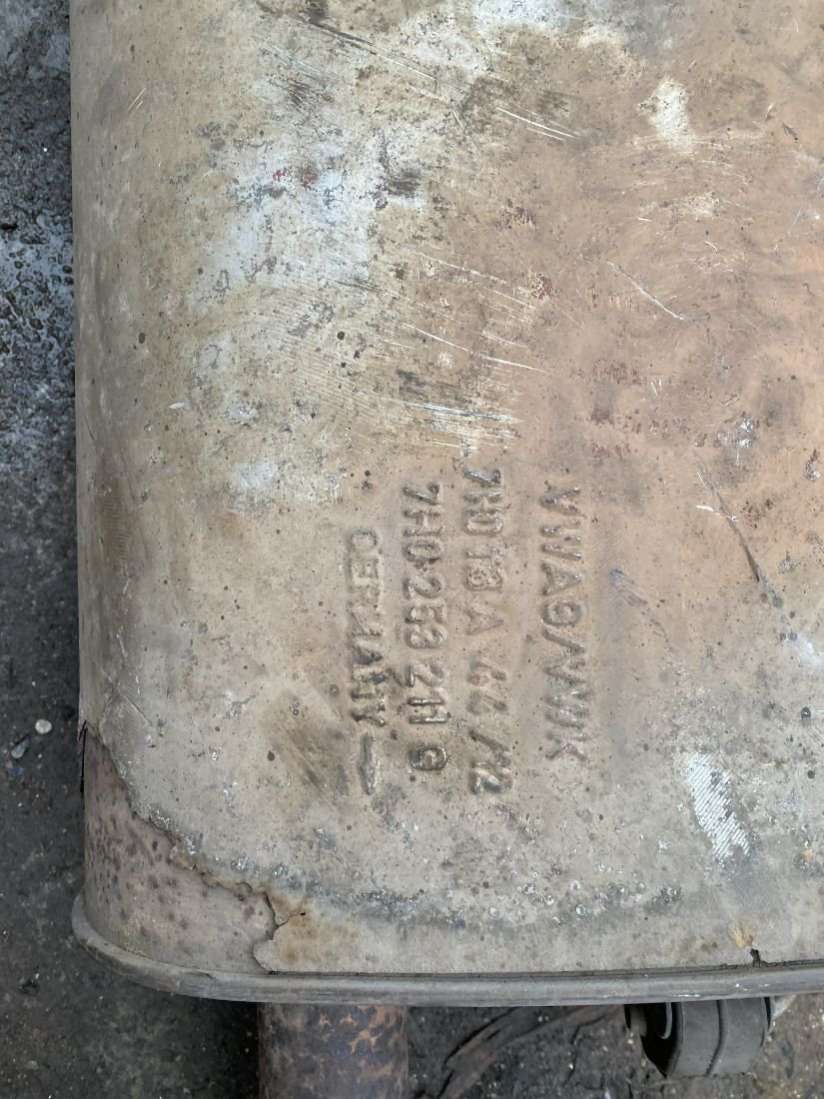 VWAG/VWK
7H0 13 A 44 /12
7H0 253 211 G
GERMANY